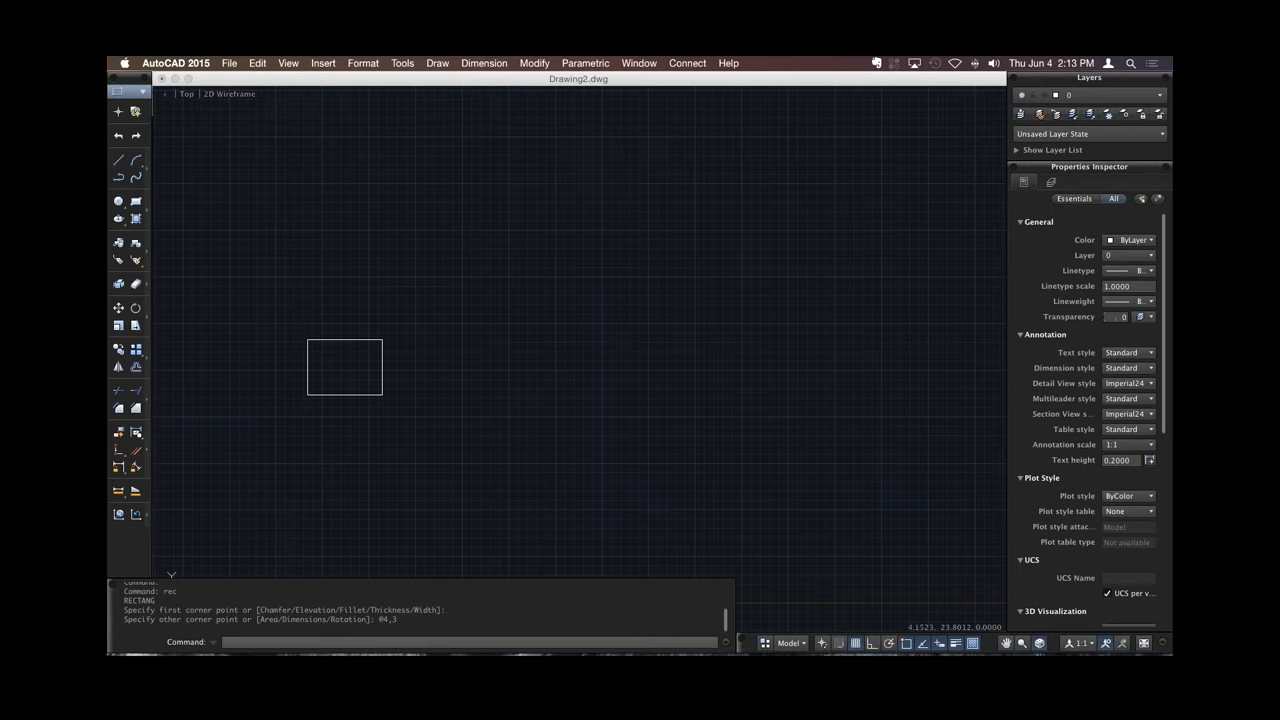 AutoCAD 2015 File Edit View Insert Format Tools Draw Dimension Modify Parametric Window Connect Help Thu Jun 4 2:13 PM
Drawing2.dwg
+ | Top | 2D Wireframe
Layers
0
Unsaved Layer State
Show Layer List
Properties Inspector
Essentials All
General
Color ByLayer
Layer 0
Linetype B...
Linetype scale 1.0000
Lineweight B...
Transparency 0
Annotation
Text style Standard
Dimension style Standard
Detail View style Imperial24
Multileader style Standard
Section View s... Imperial24
Table style Standard
Annotation scale 1:1
Text height 0.2000
Plot Style
Plot style ByColor
Plot style table None
Plot style attac... Model
Plot table type Not available
UCS
UCS Name
UCS per v...
3D Visualization
Y
Command:
Command: rec
RECTANG
Specify first corner point or [Chamfer/Elevation/Fillet/Thickness/Width]:
Specify other corner point or [Area/Dimensions/Rotation]: @4,3
Command:
4.1523, 23.8012, 0.0000
Model 1:1